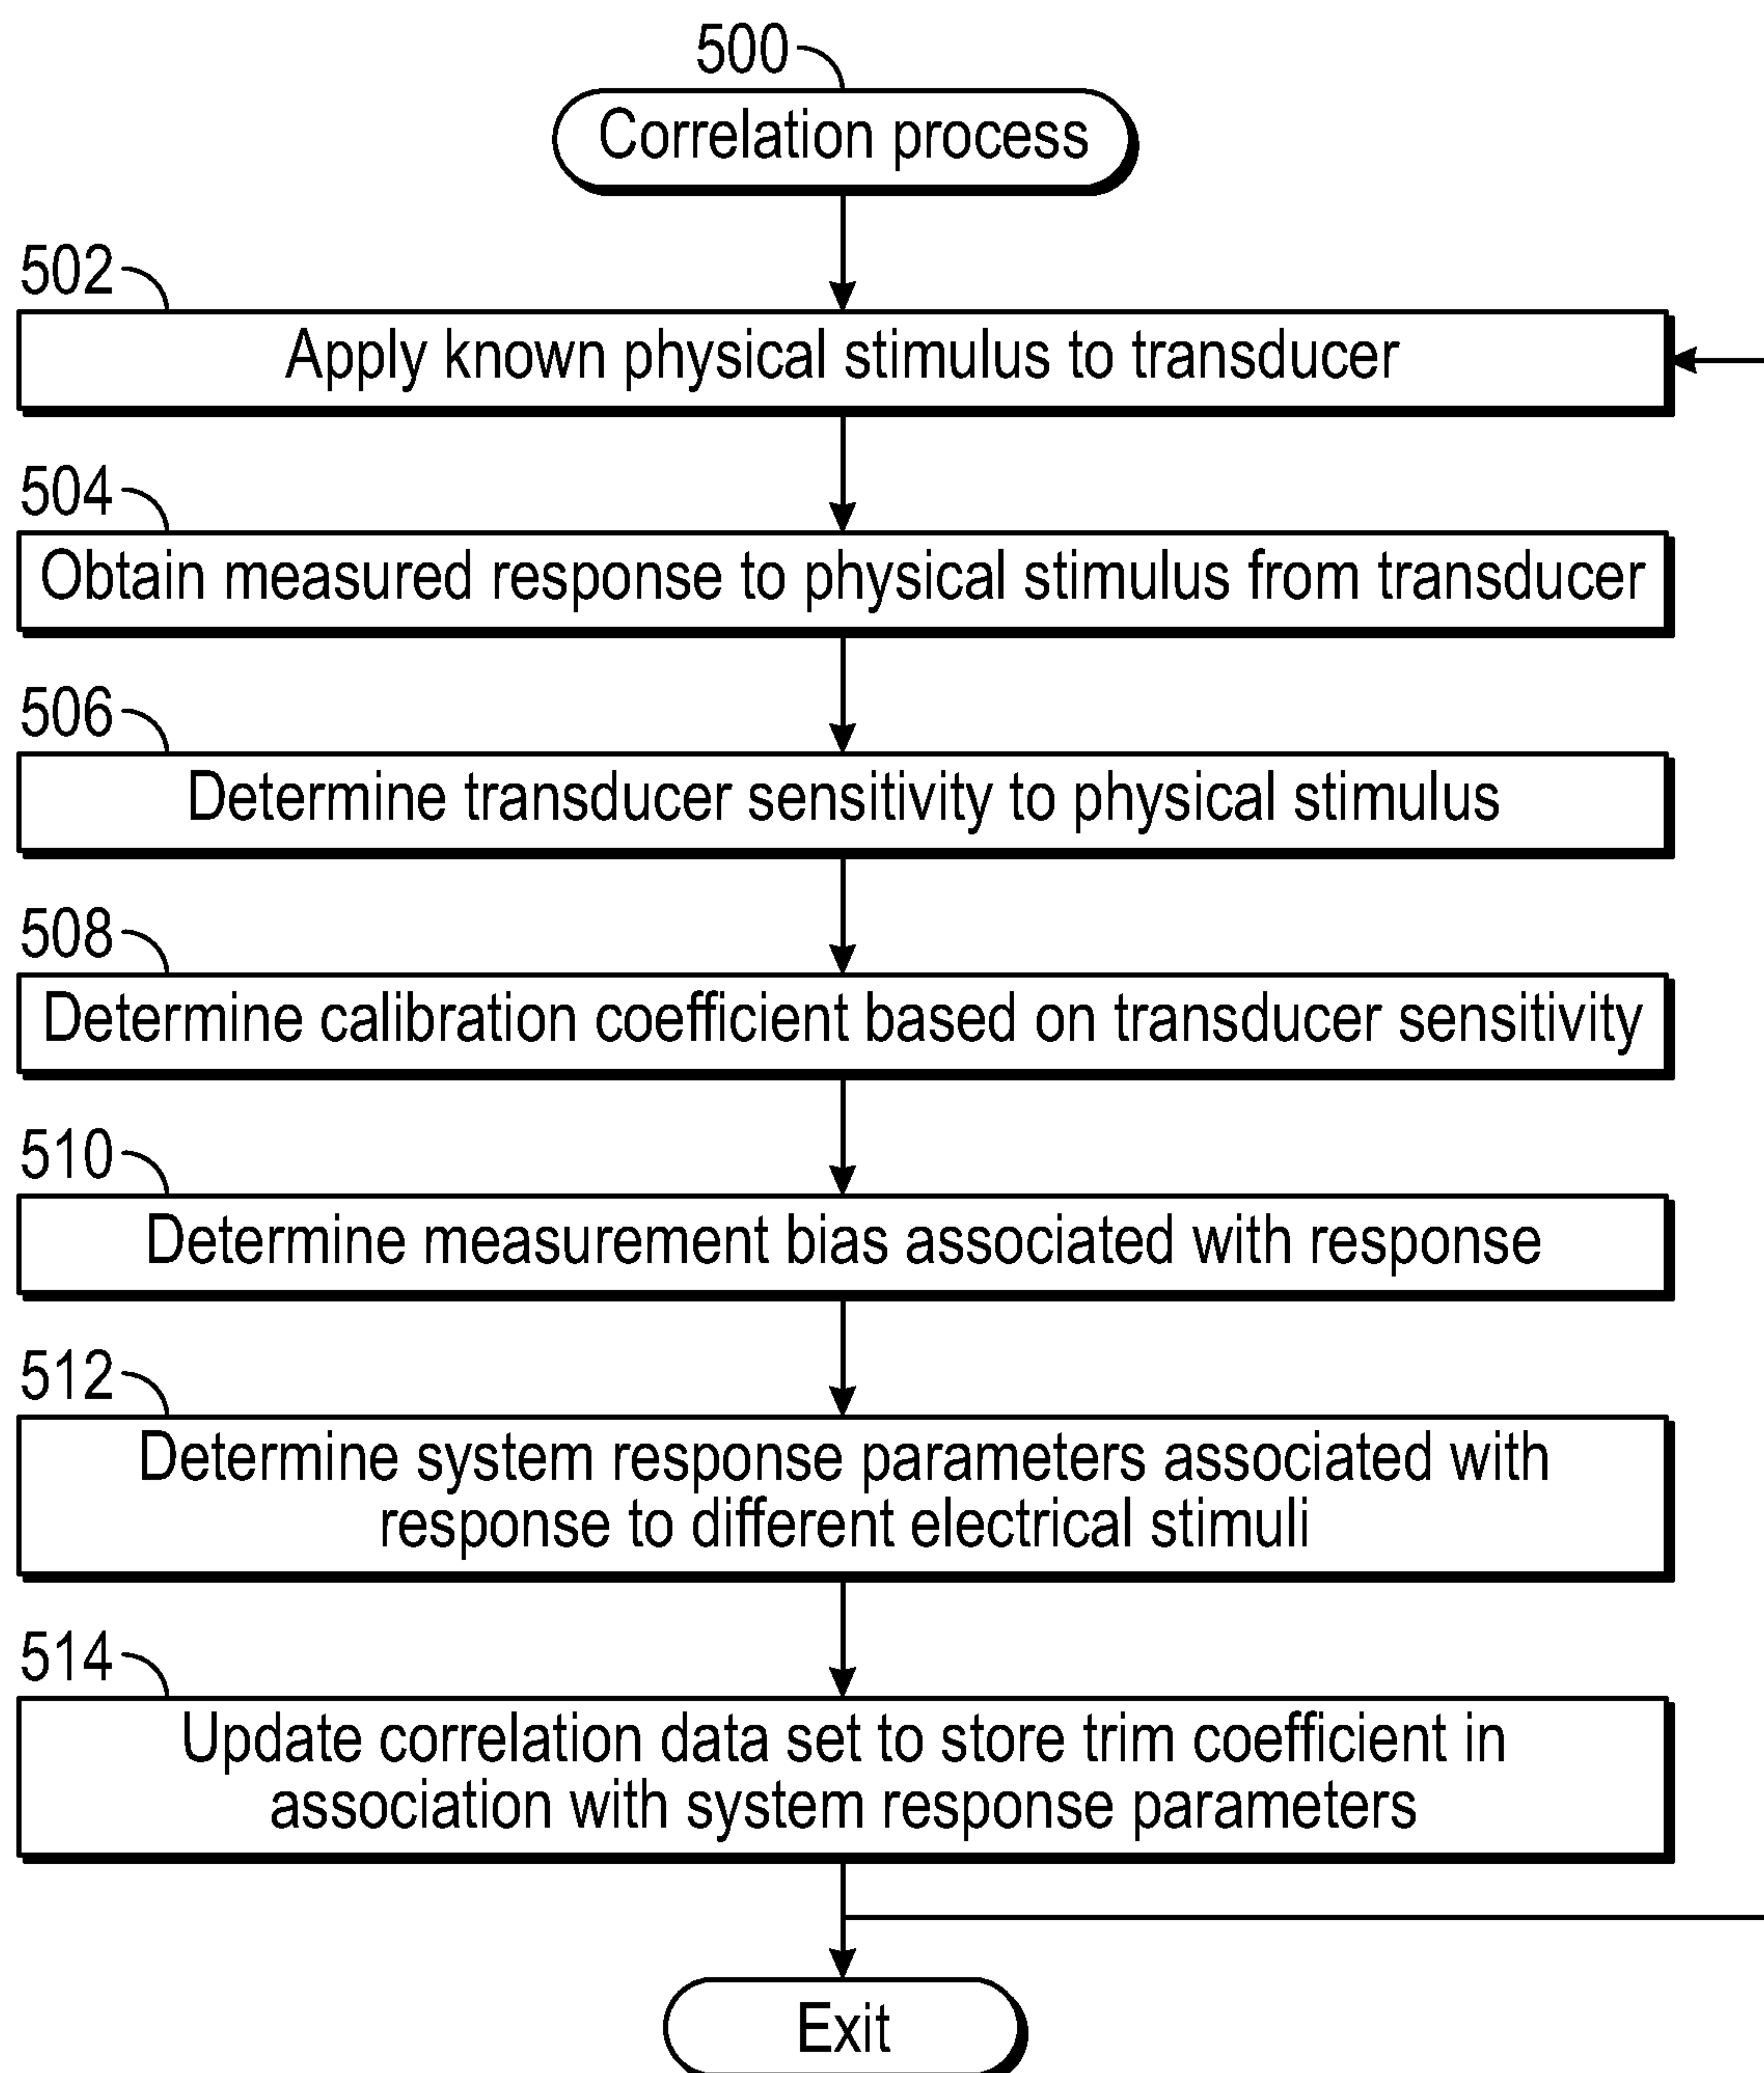 500
Correlation process
502
Apply known physical stimulus to transducer
504
Obtain measured response to physical stimulus from transducer
506
Determine transducer sensitivity to physical stimulus
508
Determine calibration coefficient based on transducer sensitivity
510
Determine measurement bias associated with response
512
Determine system response parameters associated with
response to different electrical stimuli
514
Update correlation data set to store trim coefficient in
association with system response parameters
Exit